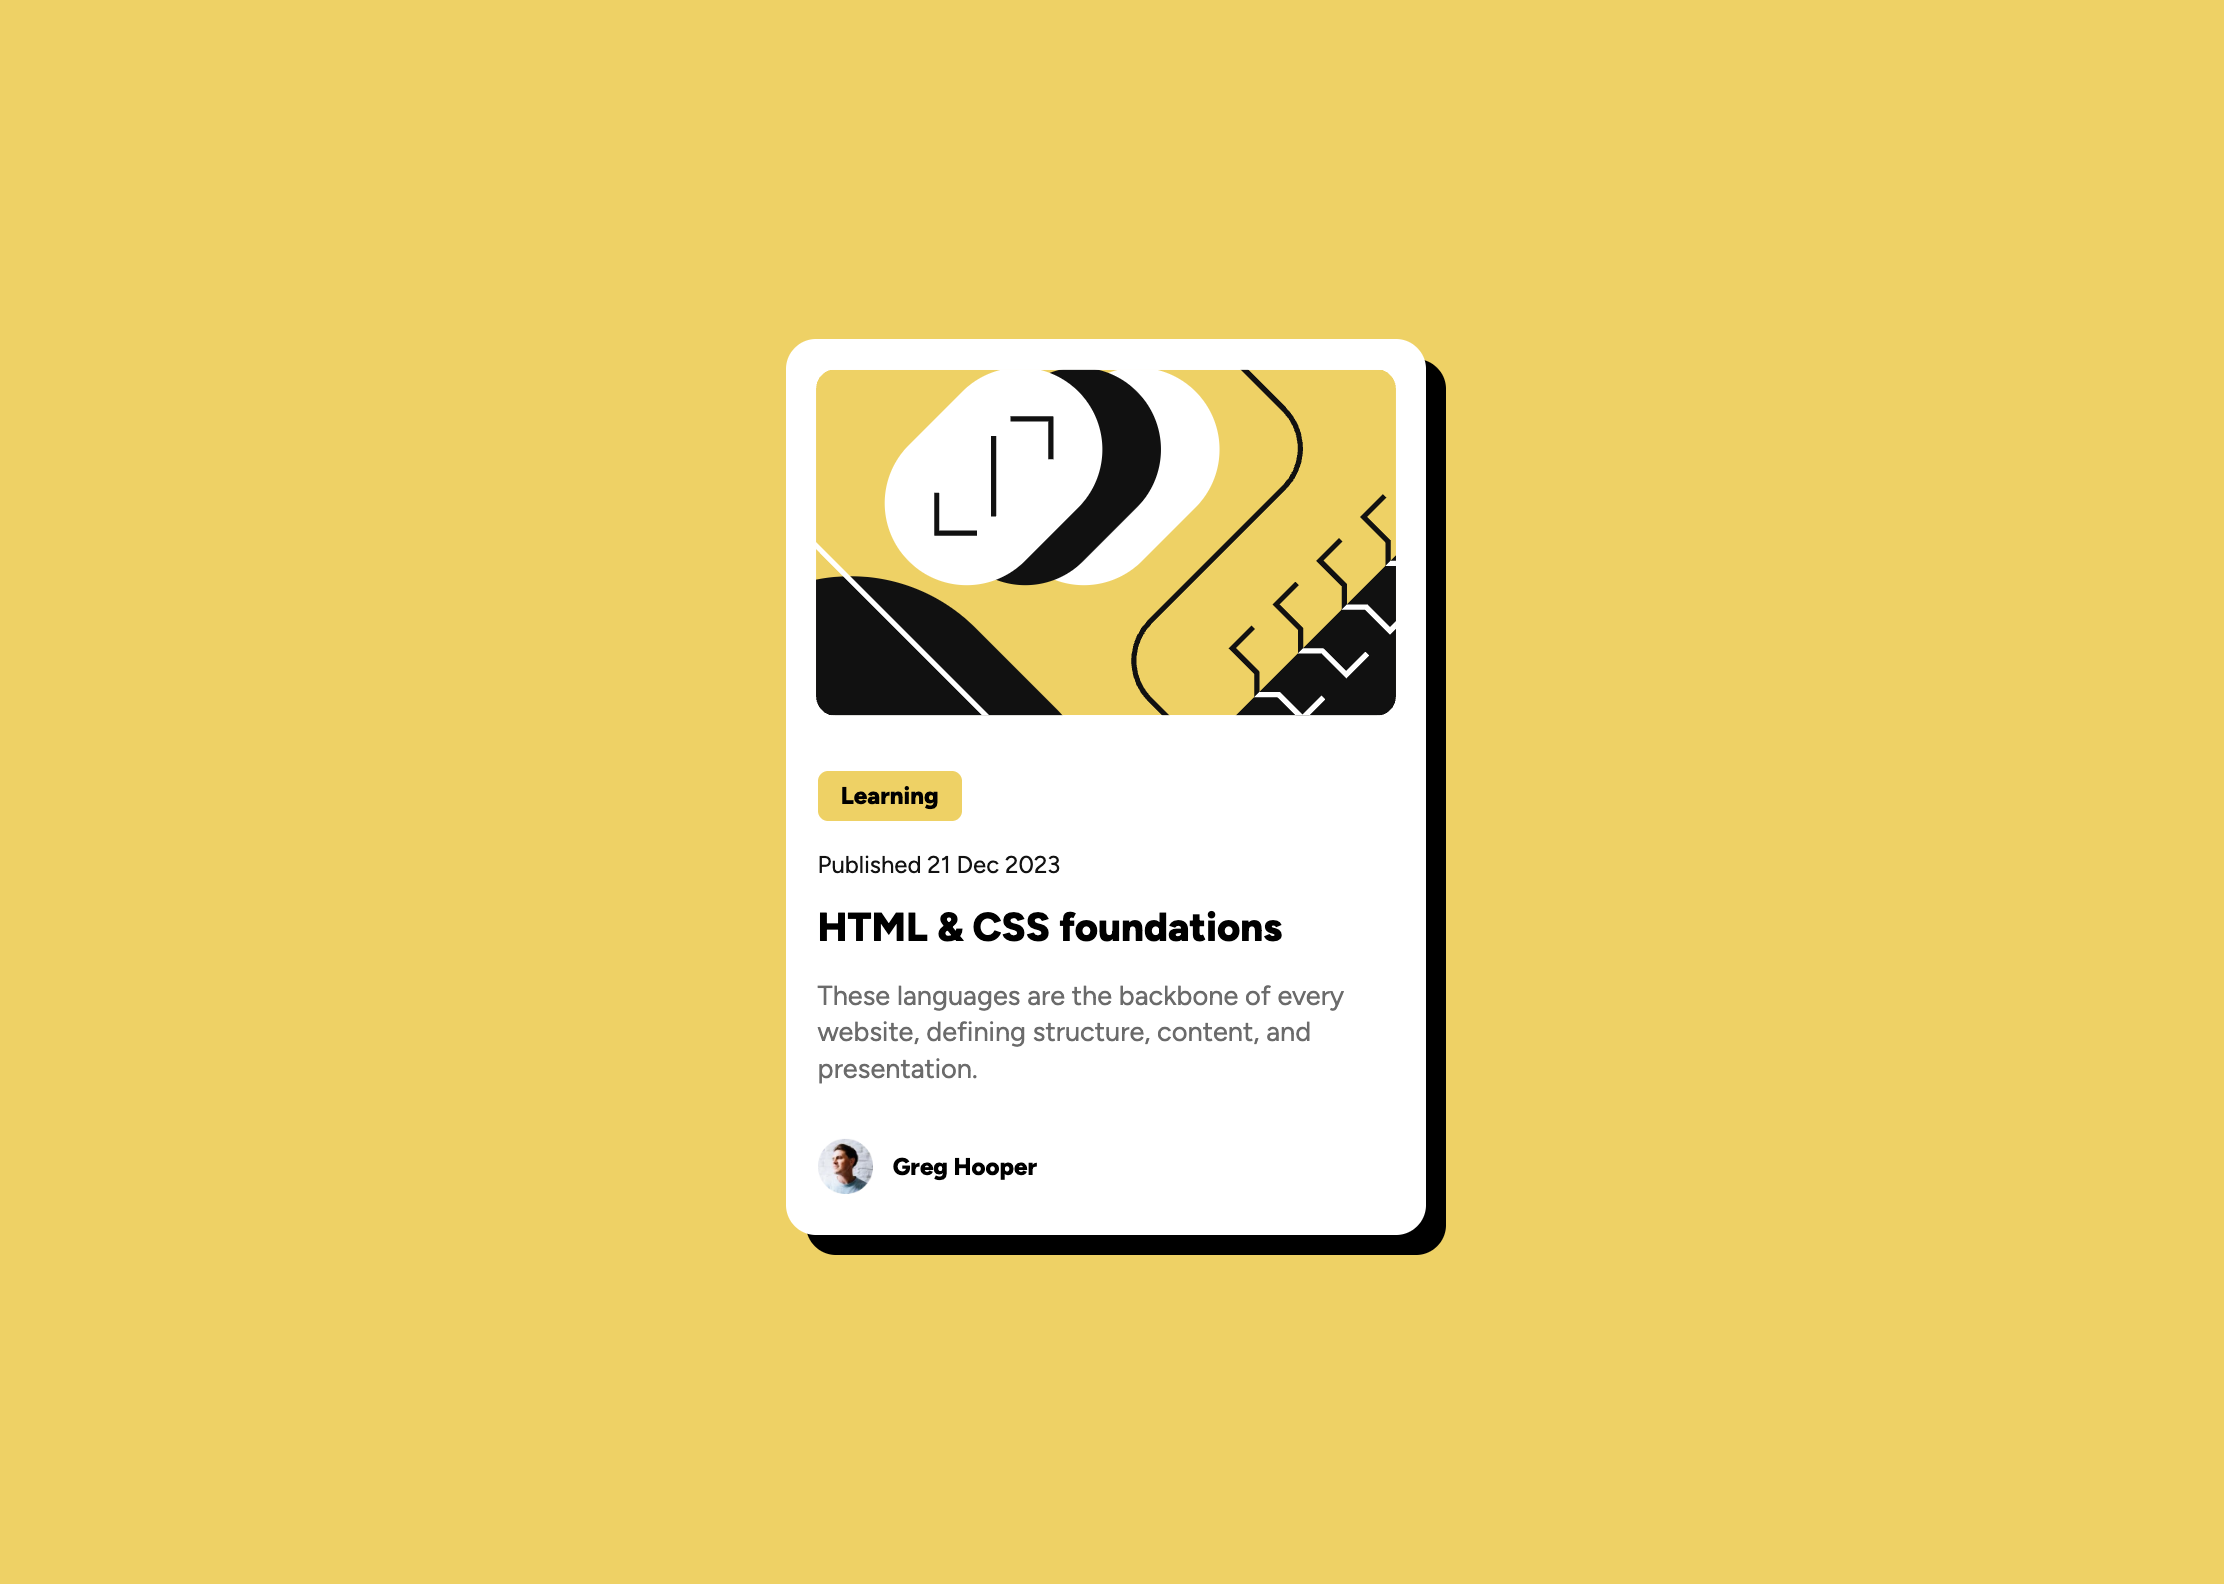 Learning
Published 21 Dec 2023
HTML & CSS foundations
These languages are the backbone of every
website, defining structure, content, and
presentation.
Greg Hooper